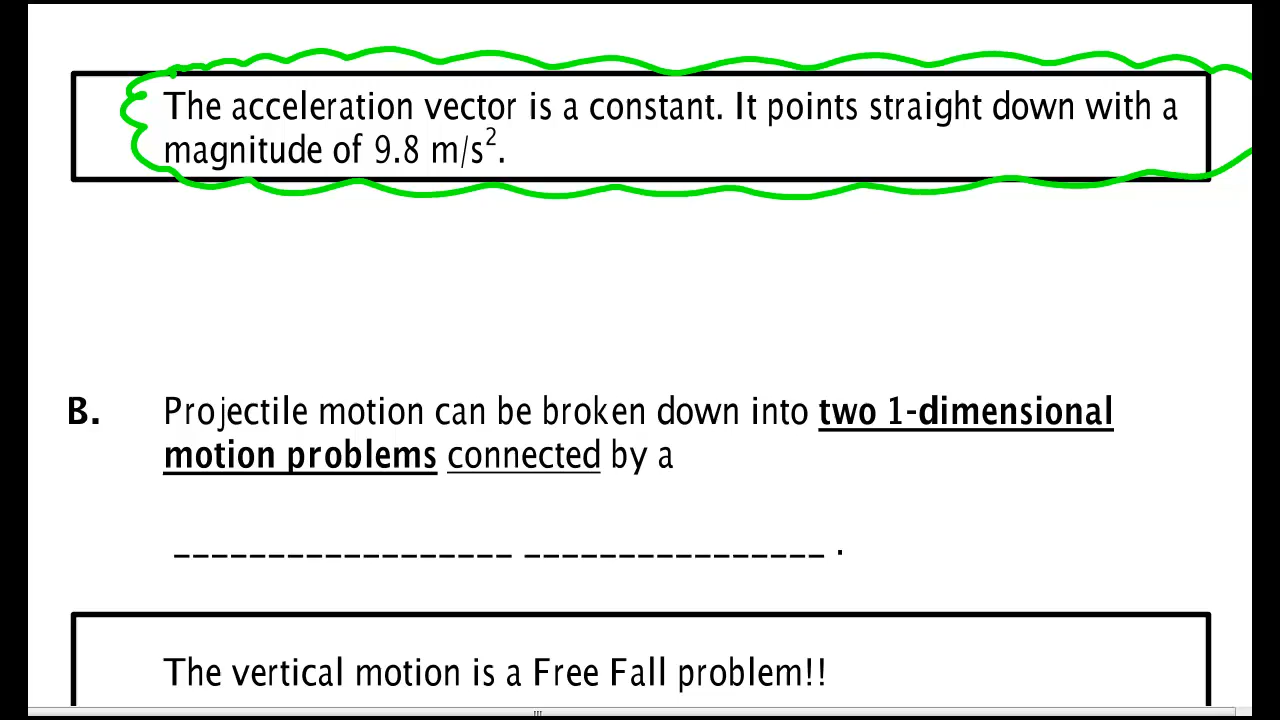 The acceleration vector is a constant. It points straight down with a
magnitude of 9.8 m/s².
B. Projectile motion can be broken down into two 1-dimensional
motion problems connected by a
__________________ ________________ .
The vertical motion is a Free Fall problem!!